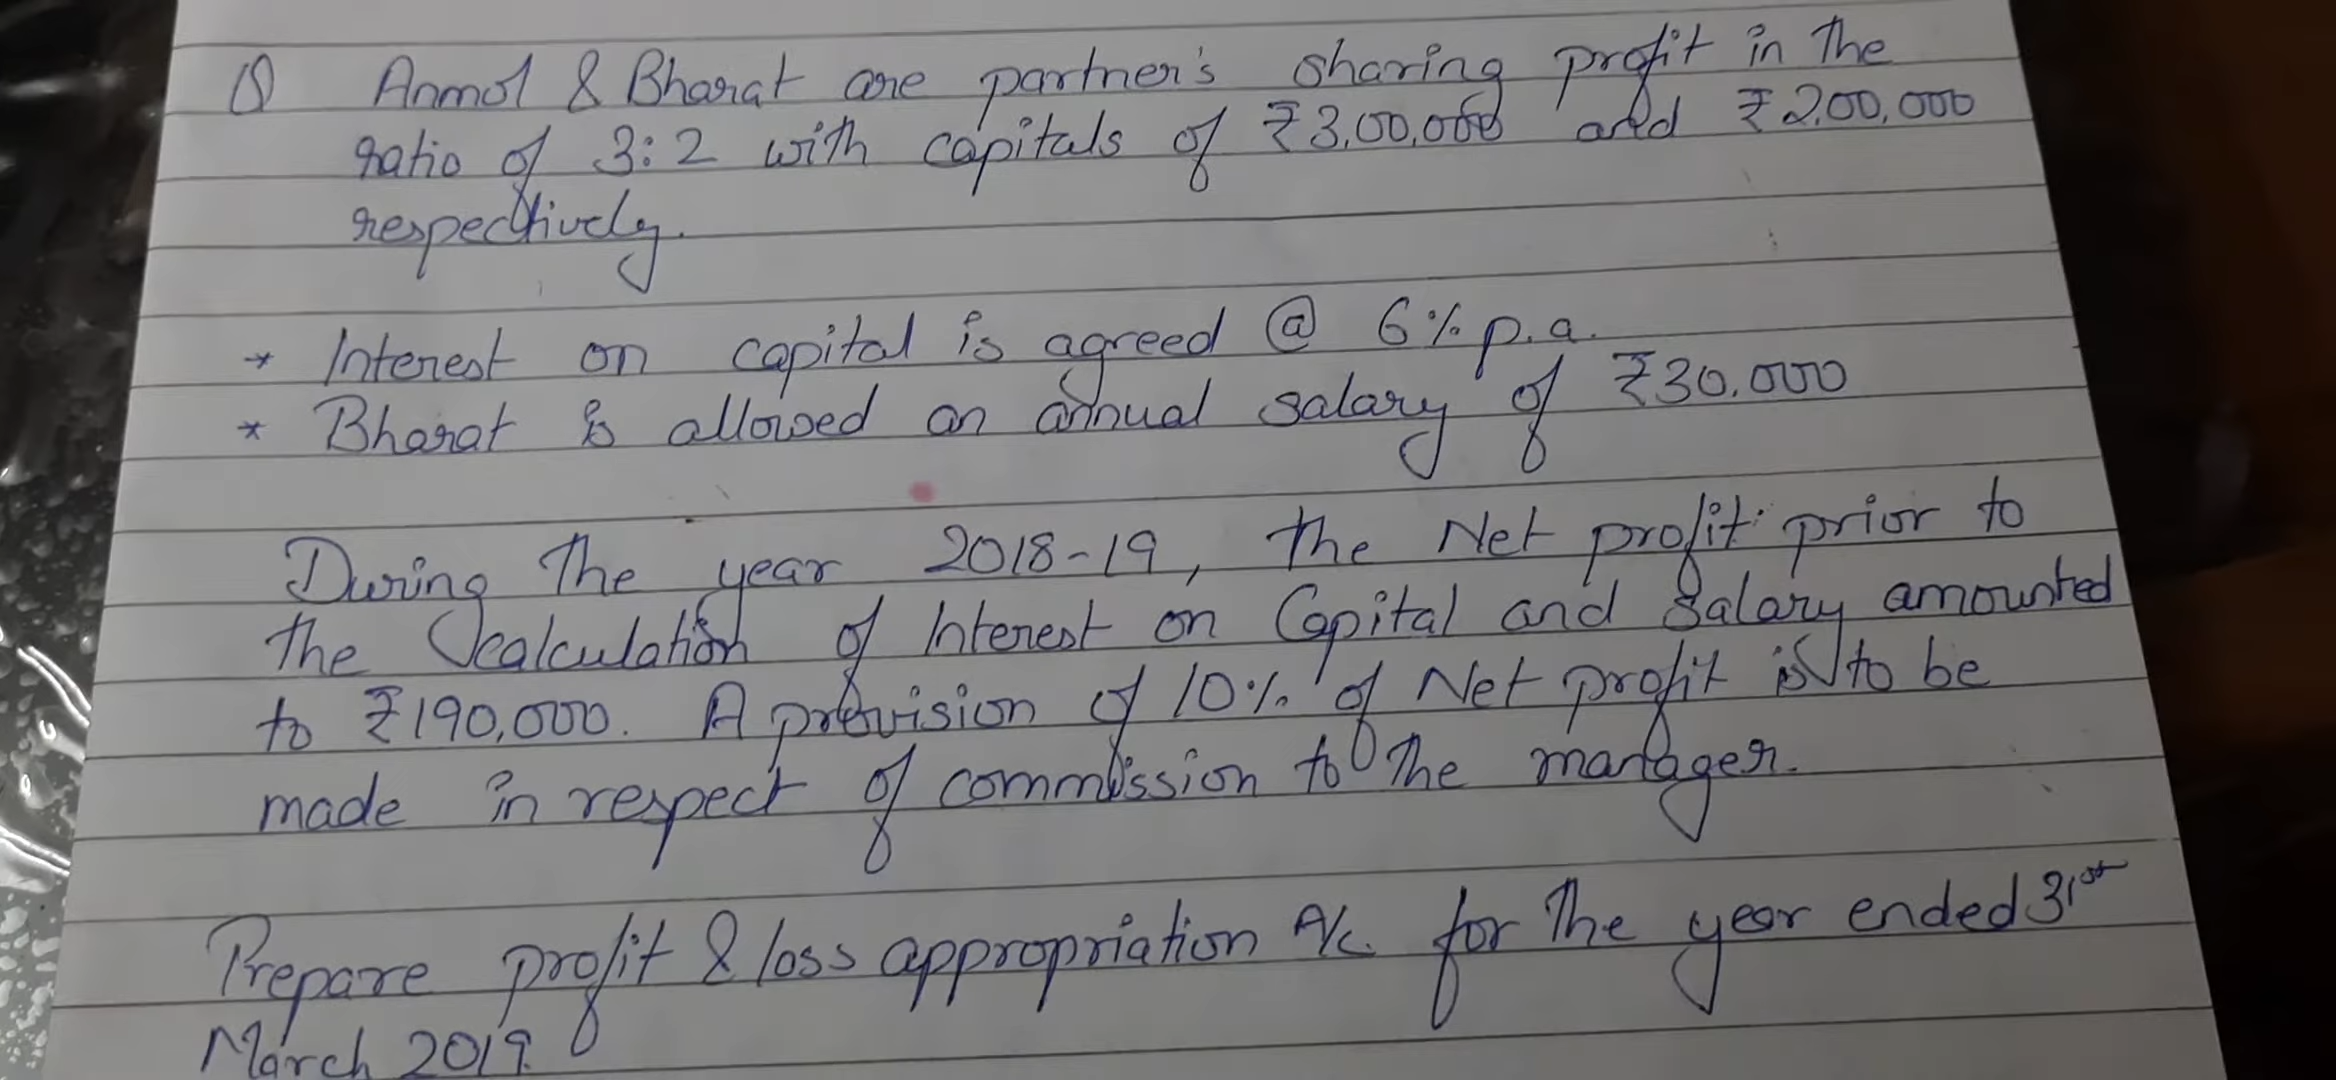 Q Anmol & Bharat are partner's sharing profit in the
ratio of 3:2 with capitals of ₹3,00,000 and ₹2,00,000
respectively.
* Interest on capital is agreed @ 6% p.a.
* Bharat is allowed an annual salary of ₹30,000
During the year 2018-19, the Net profit prior to
the calculation of Interest on Capital and Salary amounted
to ₹190,000. A provision of 10% of Net profit is to be
made in respect of commission to the manager.
Prepare profit & loss appropriation A/c. for the year ended 31st
March 2019.